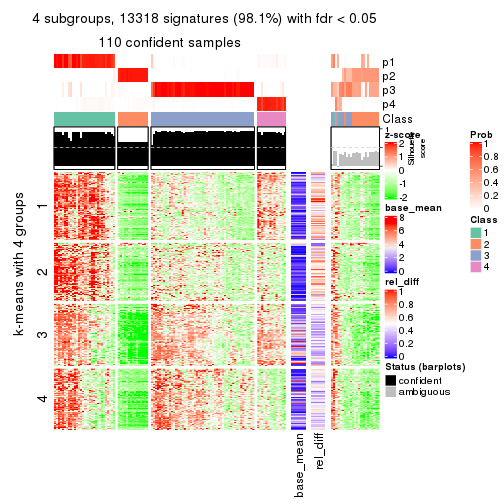 4 subgroups, 13318 signatures (98.1%) with fdr < 0.05
110 confident samples
p1
p2
p3
p4
Class
1
Silhouette
score
k-means with 4 groups
1
2
3
4
base_mean
rel_diff
z-score
2
1
0
-1
-2
base_mean
8
6
4
2
0
rel_diff
1
0.8
0.6
0.4
0.2
0
Status (barplots)
confident
ambiguous
Prob
1
0.8
0.6
0.4
0.2
0
Class
1
2
3
4